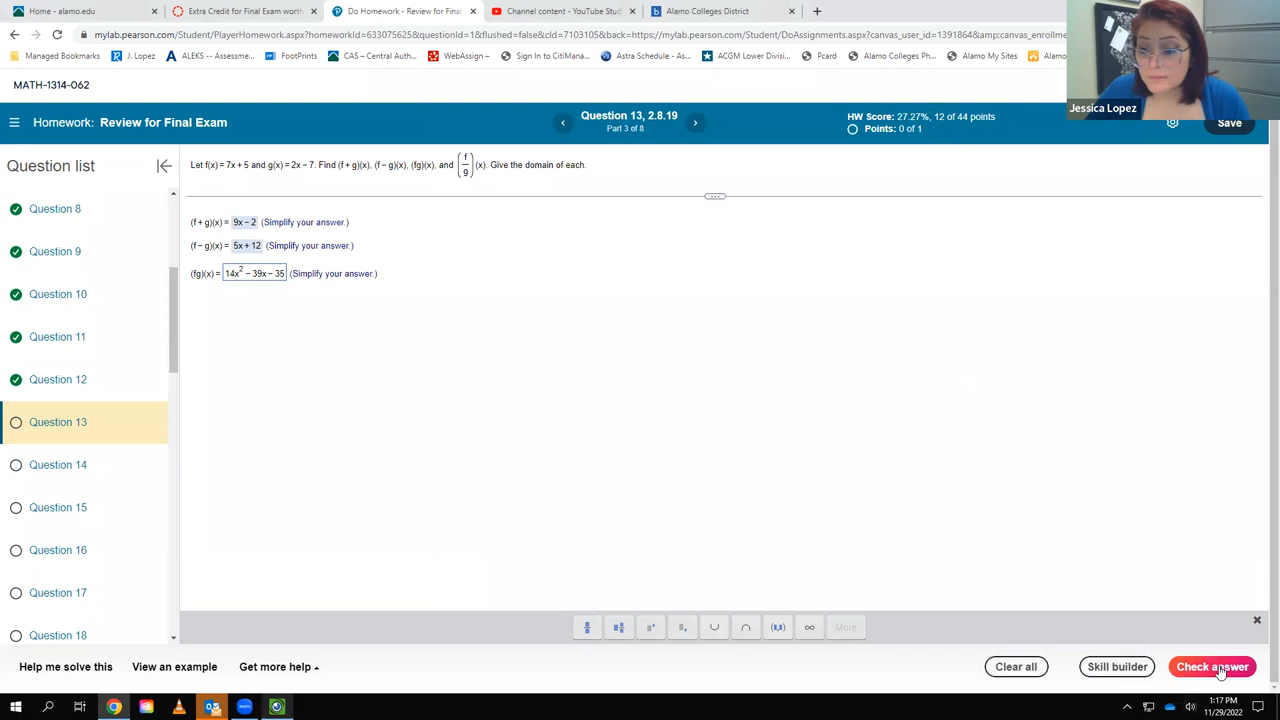 Home - alamo.edu
Extra Credit for Final Exam worth
Do Homework - Review for Final
Channel content - YouTube Stud
Alamo Colleges District
mylab.pearson.com/Student/PlayerHomework.aspx?homeworkId=633075625&questionId=1&flushed=false&cId=7103105&back=https://mylab.pearson.com/Student/DoAssignments.aspx?canvas_user_id=1391864&amp;canvas_enrollme
Managed Bookmarks
J. Lopez
ALEKS -- Assessme...
FootPrints
CAS – Central Auth...
WebAssign –
Sign In to CitiMana...
Astra Schedule - As...
ACGM Lower Divisi...
Pcard
Alamo Colleges Ph...
Alamo My Sites
Alamo
Jessica Lopez
MATH-1314-062
Homework: Review for Final Exam
Question 13, 2.8.19
Part 3 of 8
HW Score: 27.27%, 12 of 44 points
Points: 0 of 1
Save
Question list
Question 8
Question 9
Question 10
Question 11
Question 12
Question 13
Question 14
Question 15
Question 16
Question 17
Question 18
Let f(x) = 7x + 5 and g(x) = 2x − 7. Find (f + g)(x), (f − g)(x), (fg)(x), and (f/g)(x). Give the domain of each.
(f + g)(x) = 9x − 2 (Simplify your answer.)
(f − g)(x) = 5x + 12 (Simplify your answer.)
(fg)(x) = 14x² − 39x − 35 (Simplify your answer.)
More
Help me solve this
View an example
Get more help
Clear all
Skill builder
Check answer
1:17 PM
11/29/2022